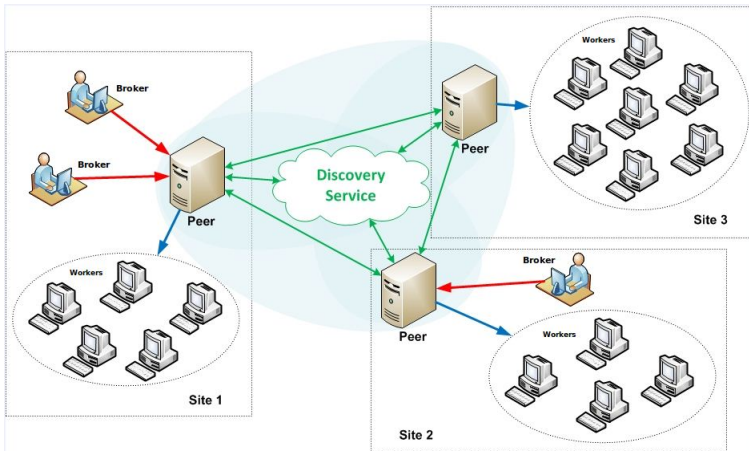 Broker
Broker
Peer
Workers
Site 1
Discovery
Service
Peer
Workers
Site 3
Peer
Broker
Workers
Site 2